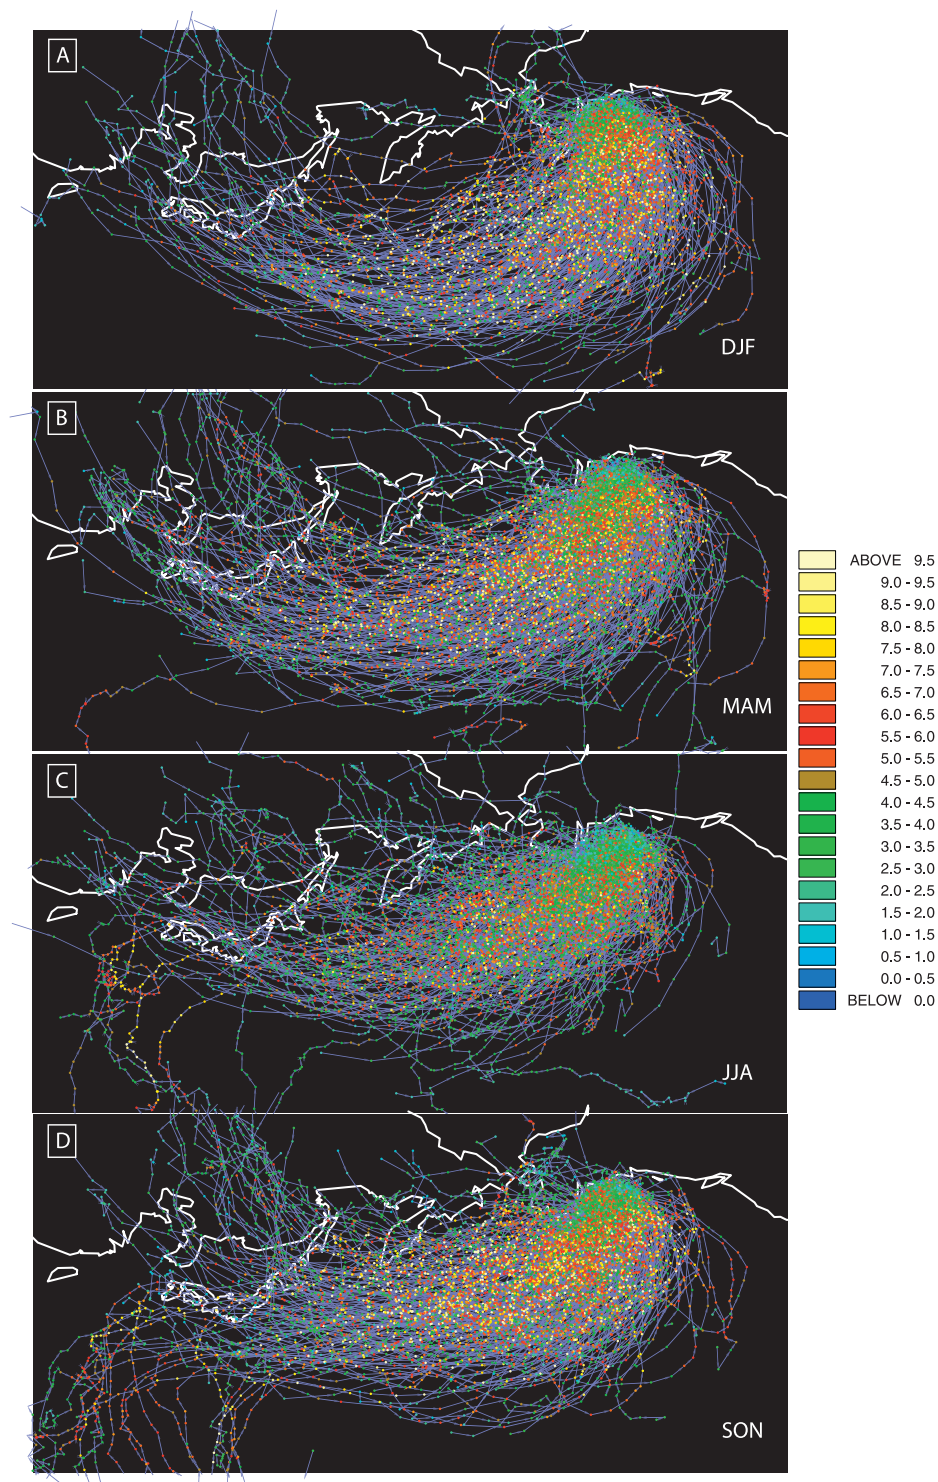 A
DJF
B
MAM
ABOVE 9.5
9.0 - 9.5
8.5 - 9.0
8.0 - 8.5
7.5 - 8.0
7.0 - 7.5
6.5 - 7.0
6.0 - 6.5
5.5 - 6.0
5.0 - 5.5
4.5 - 5.0
4.0 - 4.5
3.5 - 4.0
3.0 - 3.5
2.5 - 3.0
2.0 - 2.5
1.5 - 2.0
1.0 - 1.5
0.5 - 1.0
0.0 - 0.5
BELOW 0.0
C
JJA
D
SON